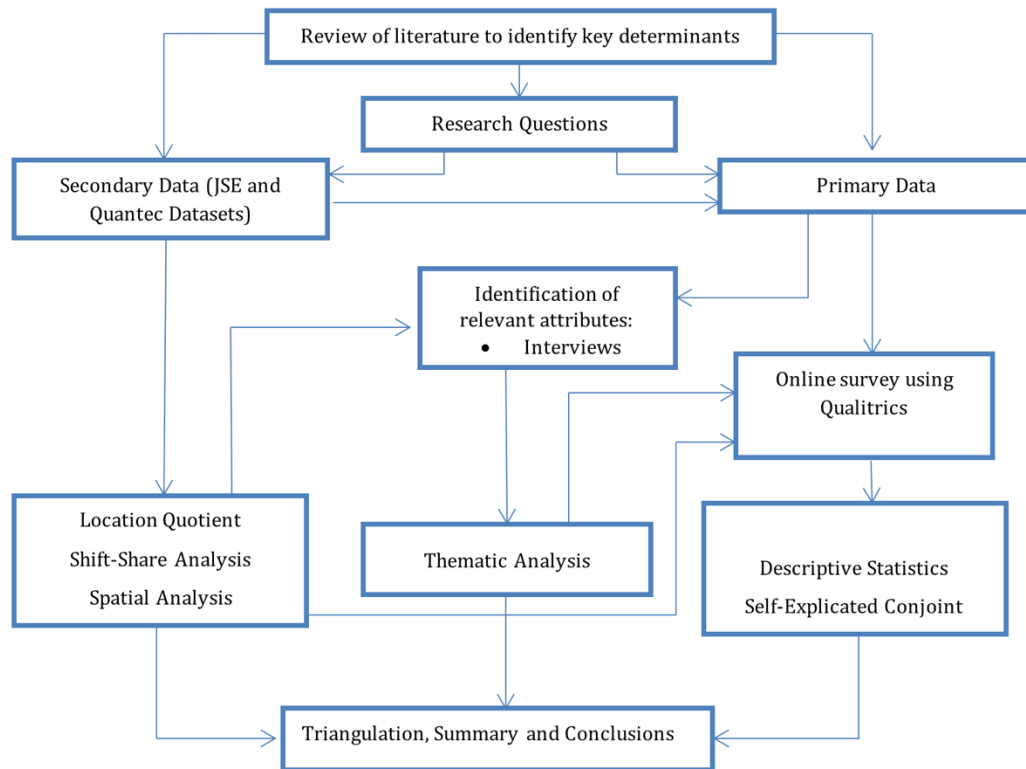 Review of literature to identify key determinants
Research Questions
Secondary Data (JSE and
Quantec Datasets)
Primary Data
Identification of
relevant attributes:
• Interviews
Online survey using
Qualitrics
Location Quotient
Shift-Share Analysis
Spatial Analysis
Thematic Analysis
Descriptive Statistics
Self-Explicated Conjoint
Triangulation, Summary and Conclusions